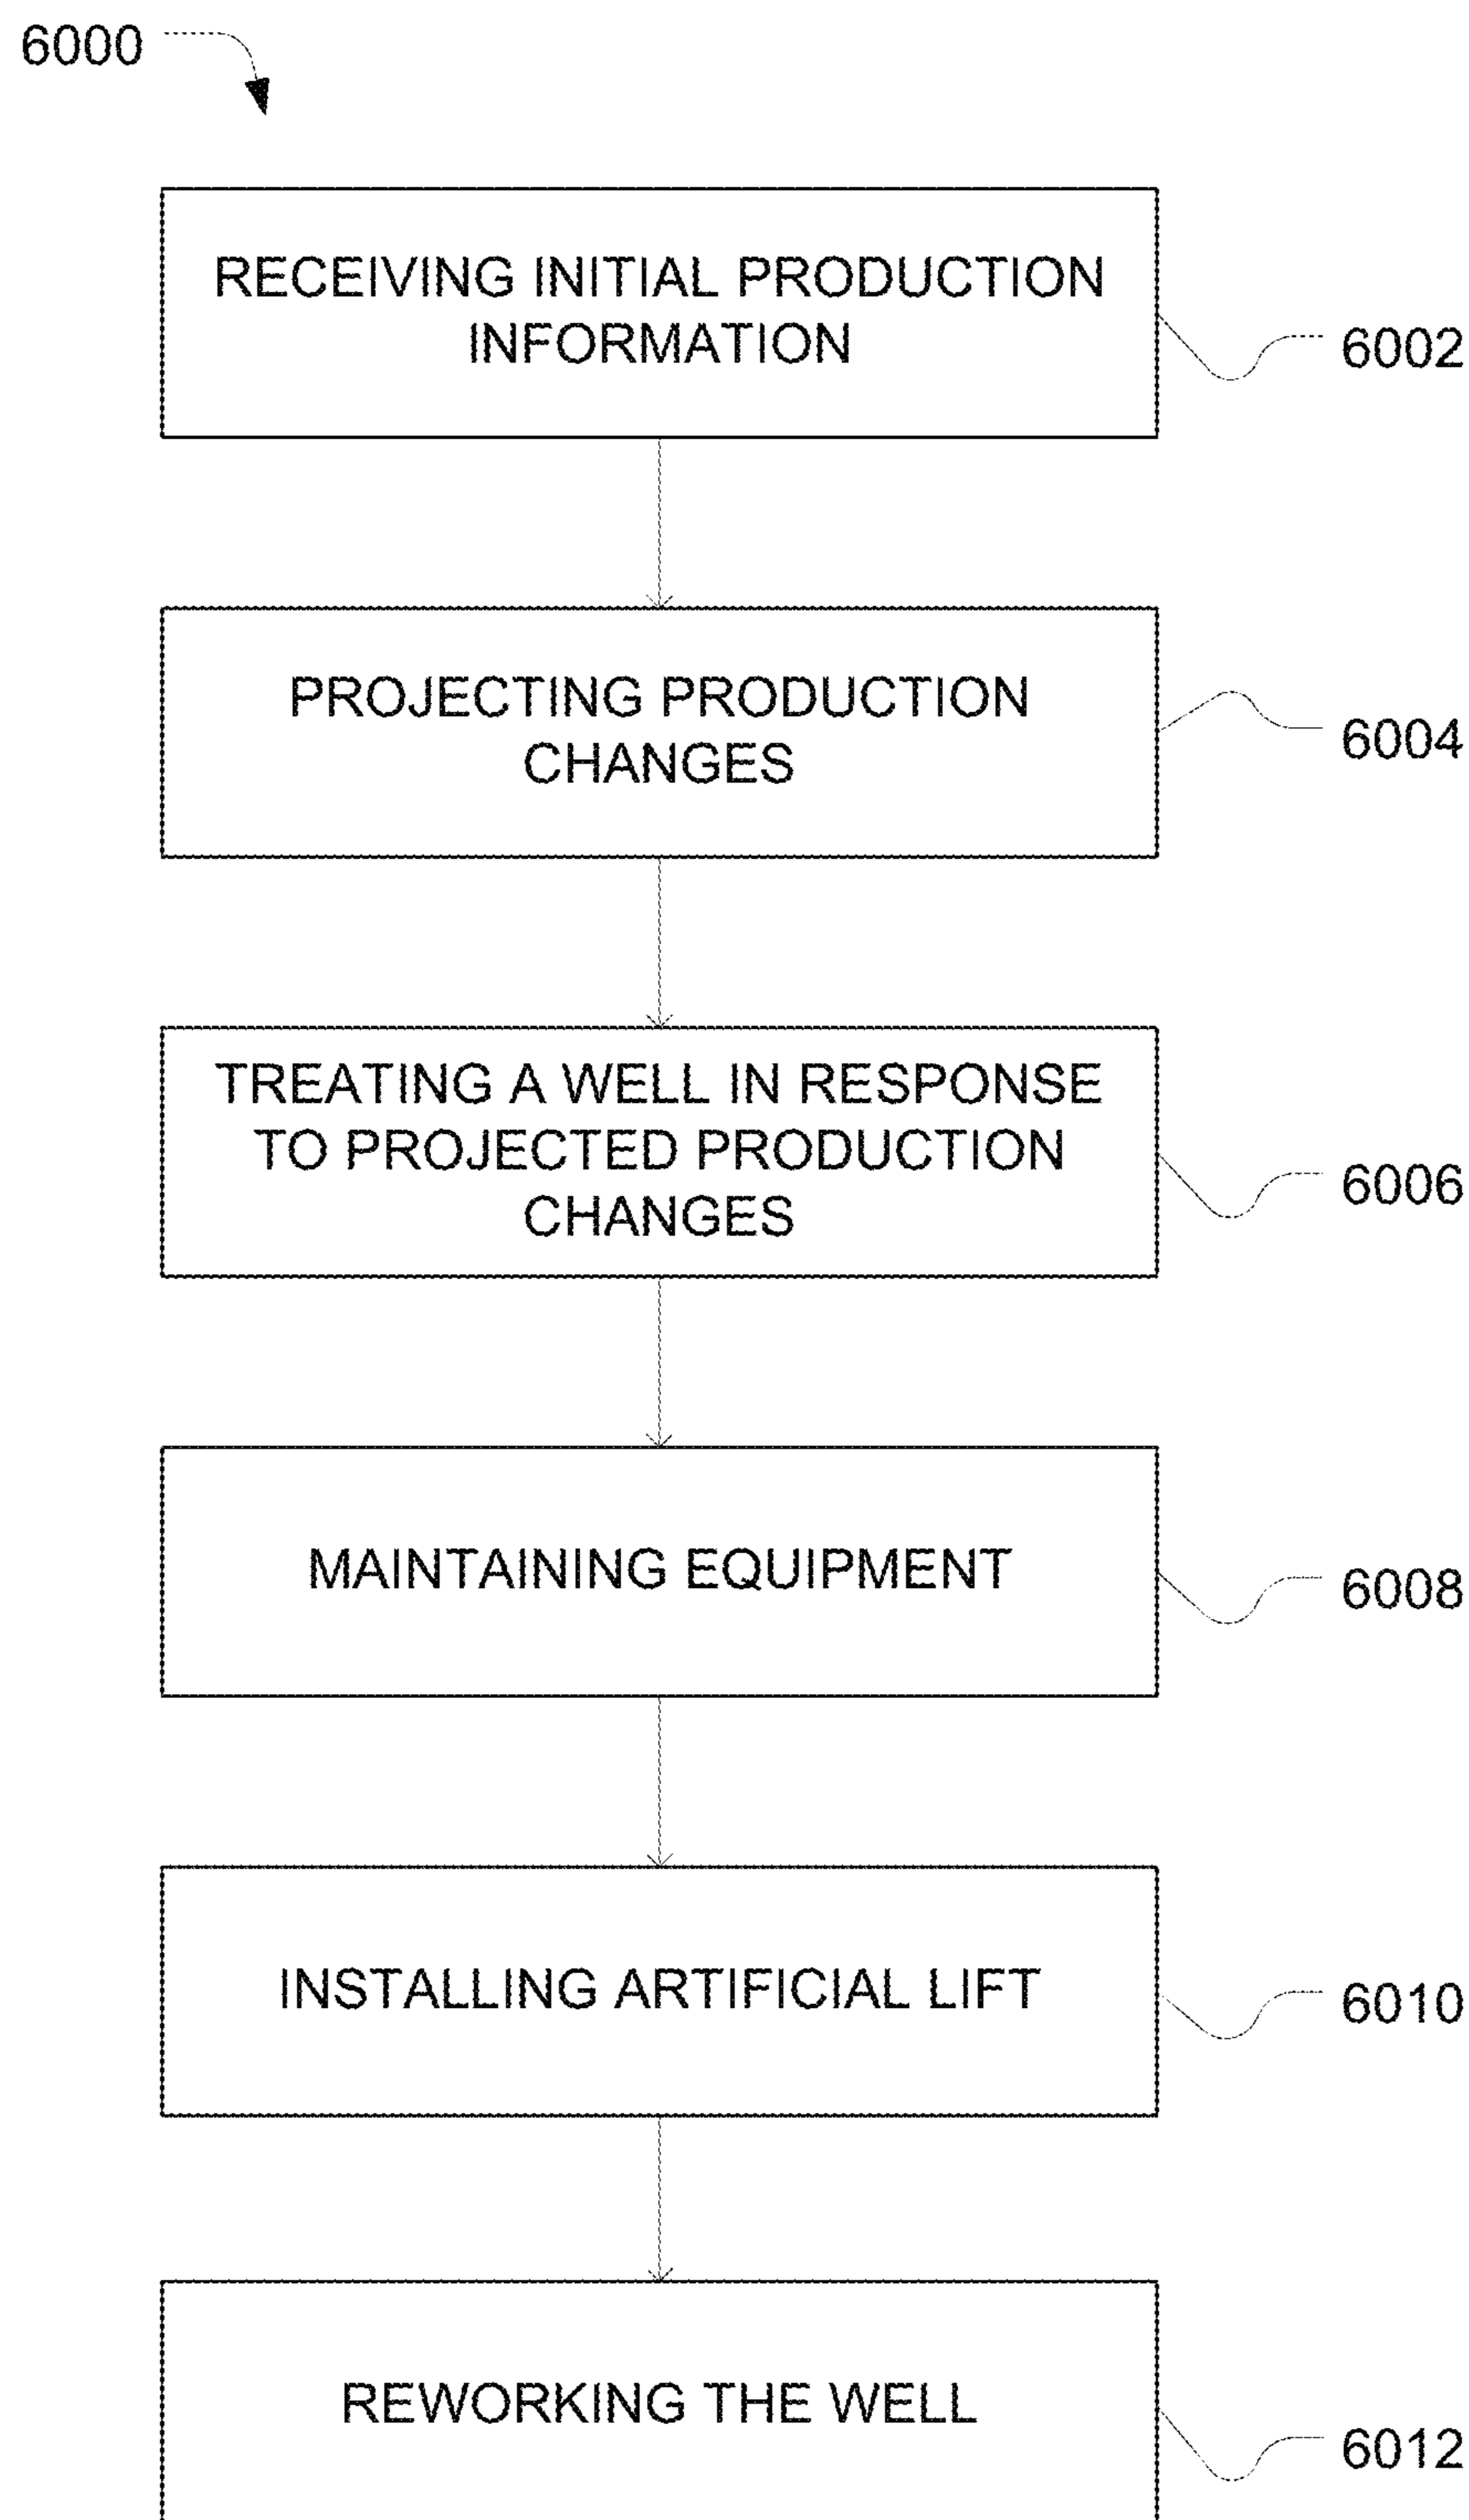 6000
RECEIVING INITIAL PRODUCTION
INFORMATION
6002
PROJECTING PRODUCTION
CHANGES
6004
TREATING A WELL IN RESPONSE
TO PROJECTED PRODUCTION
CHANGES
6006
MAINTAINING EQUIPMENT
6008
INSTALLING ARTIFICIAL LIFT
6010
REWORKING THE WELL
6012